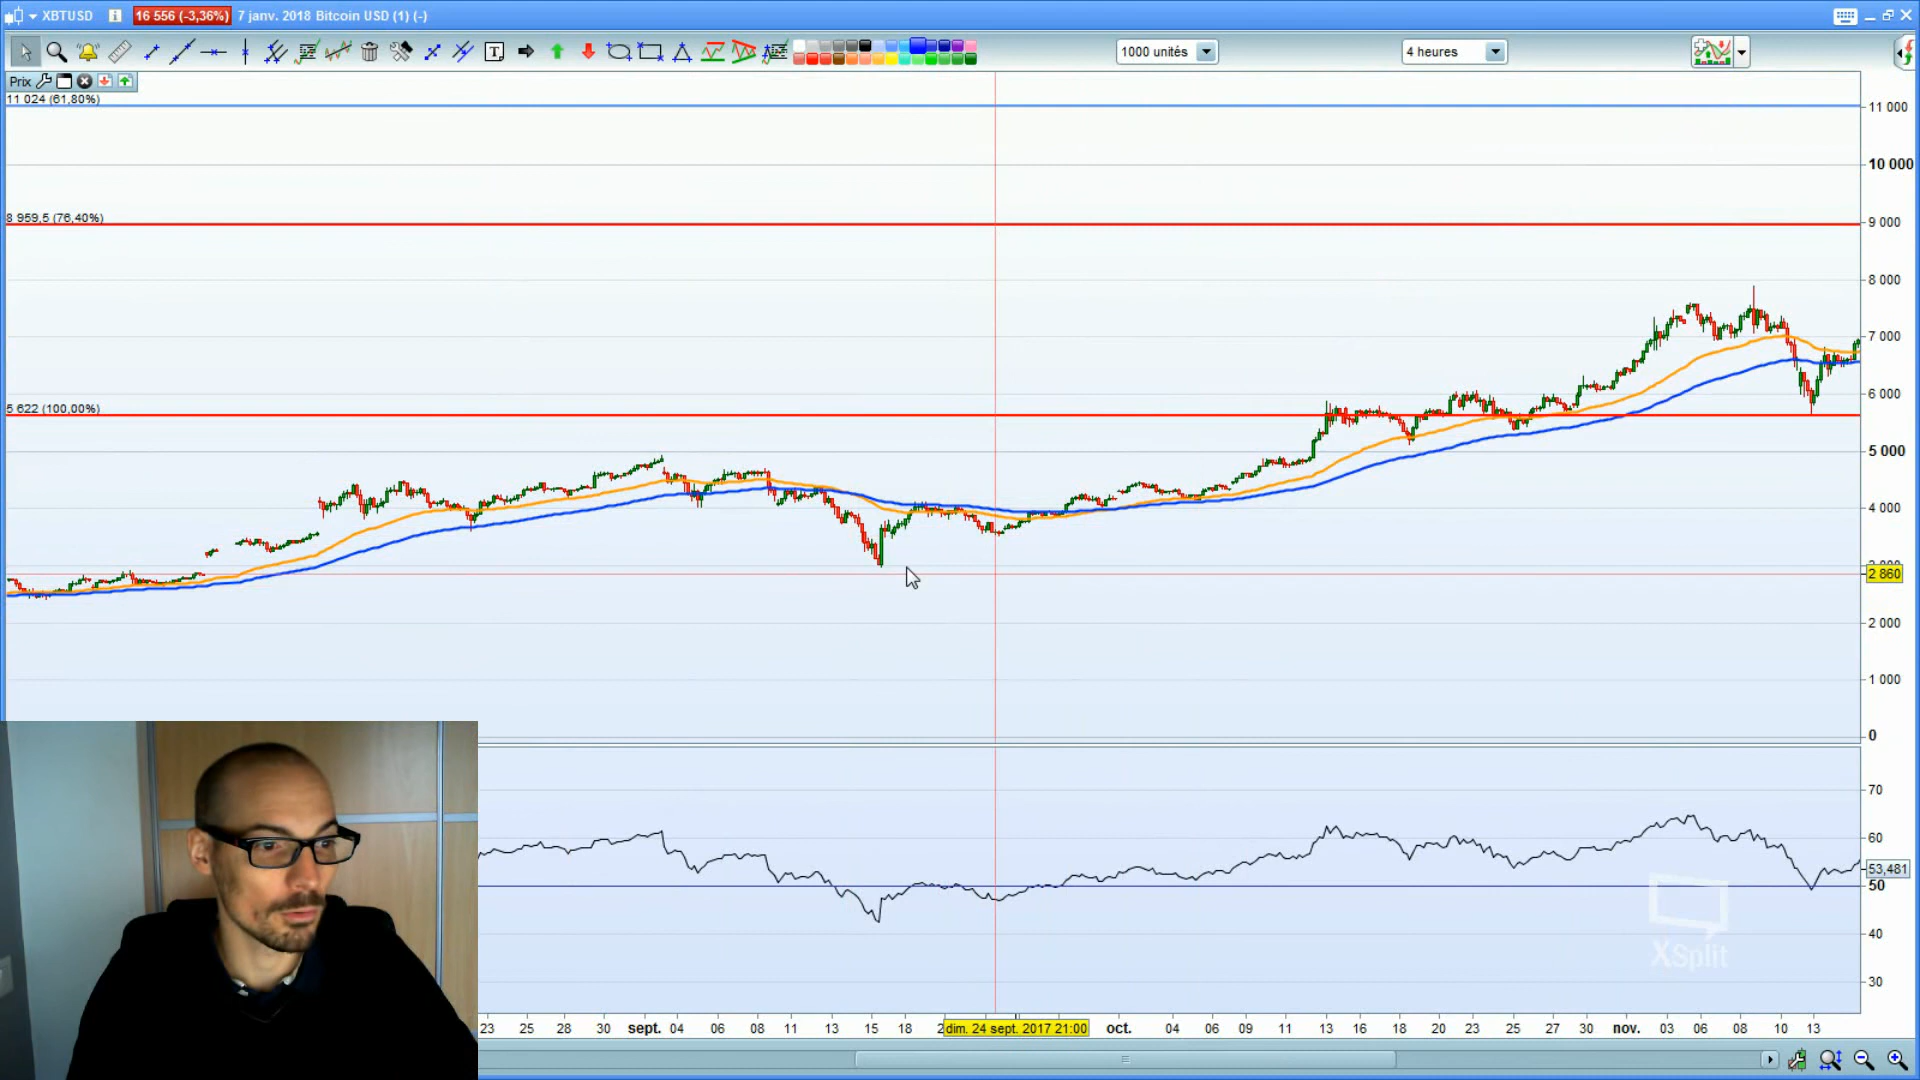 XBTUSD 16 556 (-3,36%) 7 janv. 2018 Bitcoin USD (1) (-)
T 1000 unités 4 heures
Prix
11 024 (61,80%)
11 000
10 000
8 959,5 (76,40%)
9 000
8 000
7 000
6 000
5 622 (100,00%)
5 000
4 000
2 860
2 000
1 000
0
70
60
53,481
50
40
XSplit
30
23 25 28 30 sept. 04 06 08 11 13 15 18 dim. 24 sept. 2017 21:00 oct. 04 06 09 11 13 16 18 20 23 25 27 30 nov. 03 06 08 10 13